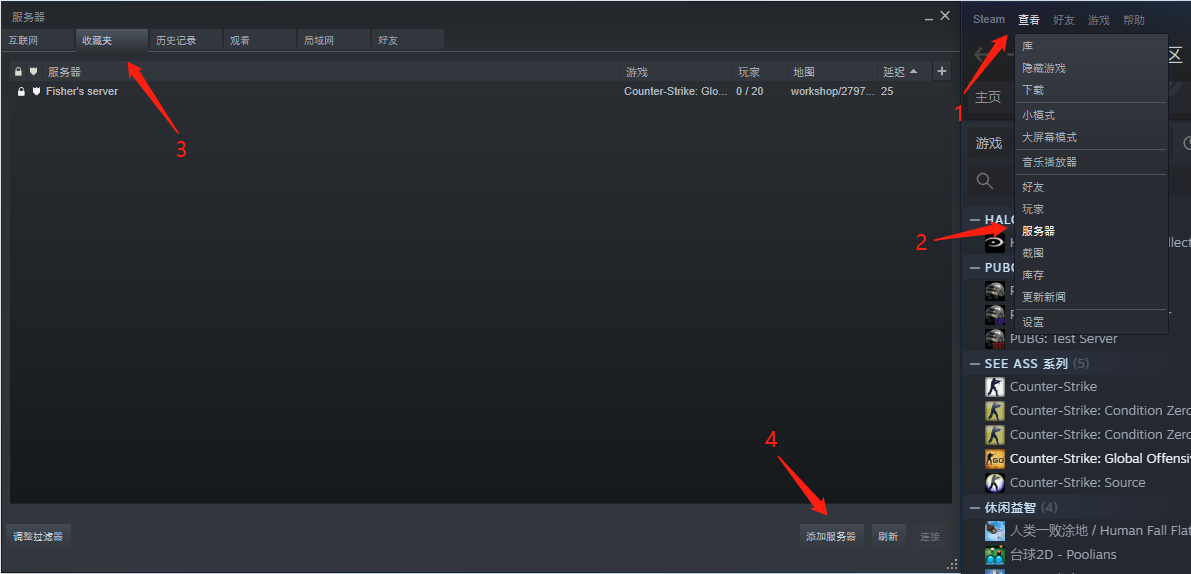 服务器
互联网 收藏夹 历史记录 观看 局域网 好友
服务器 游戏 玩家 地图 延迟
Fisher's server Counter-Strike: Glo... 0 / 20 workshop/2797... 25
3
4
调整过滤器 添加服务器 刷新 连接
Steam 查看 好友 游戏 帮助
库
隐藏游戏
下载
小模式
大屏幕模式
音乐播放器
好友
玩家
服务器
截图
库存
更新新闻
设置
1
2
区
主页
游戏
HALO
PUBG
PUBG: Test Server
SEE ASS 系列 (5)
Counter-Strike
Counter-Strike: Condition Zero
Counter-Strike: Condition Zero
Counter-Strike: Global Offensi
Counter-Strike: Source
休闲益智 (4)
人类一败涂地 / Human Fall Flat
台球2D - Poolians